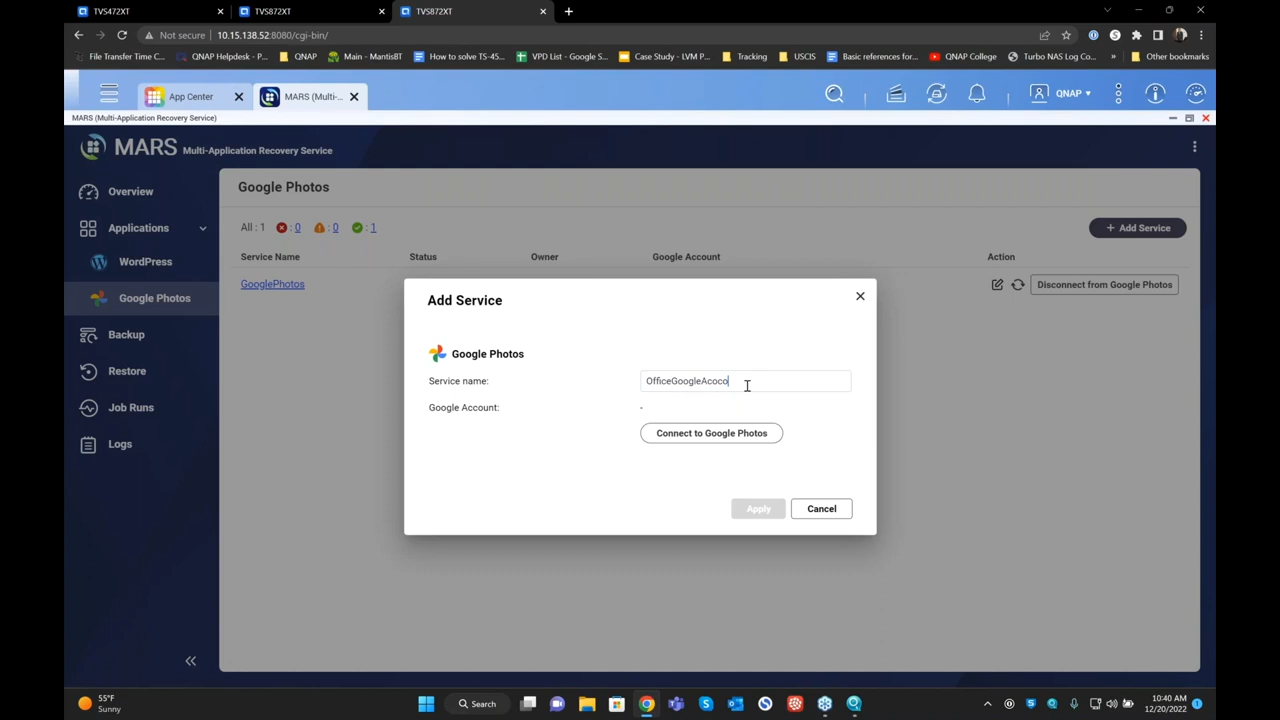 TVS472XT
TVS872XT
TVS872XT
Not secure
10.15.138.52:8080/cgi-bin/
File Transfer Time C...
QNAP Helpdesk - P...
QNAP
Main - MantisBT
How to solve TS-45...
VPD List - Google S...
Case Study - LVM P...
Tracking
USCIS
Basic references for...
QNAP College
Turbo NAS Log Co...
»
Other bookmarks
App Center
MARS (Multi-...
QNAP
MARS (Multi-Application Recovery Service)
MARS Multi-Application Recovery Service
Overview
Applications
WordPress
Google Photos
Backup
Restore
Job Runs
Logs
Google Photos
All : 1 : 0 : 0 : 1
+ Add Service
Service Name Status Owner Google Account Action
GooglePhotos
Disconnect from Google Photos
Add Service
Google Photos
Service name: OfficeGoogleAcoco
Google Account: -
Connect to Google Photos
Apply Cancel
55°F
Sunny
Search
10:40 AM
12/20/2022